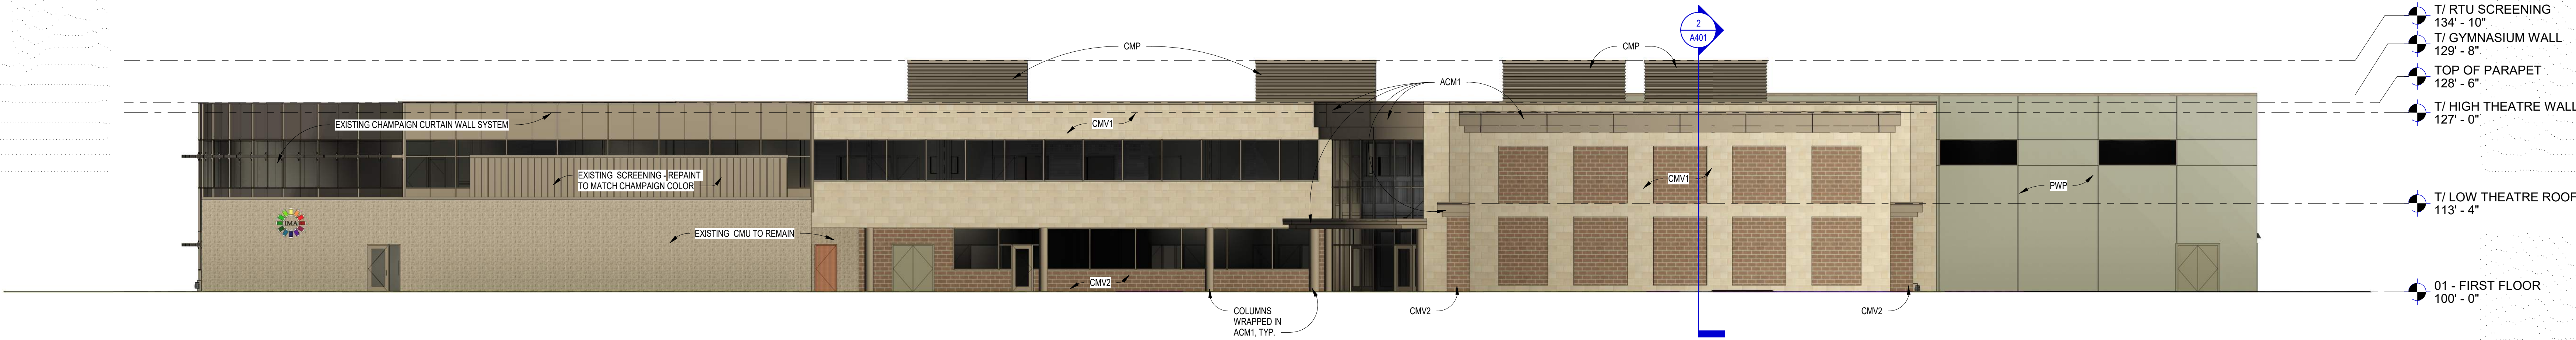 T/ RTU SCREENING
134' - 10"
T/ GYMNASIUM WALL
129' - 8"
TOP OF PARAPET
128' - 6"
T/ HIGH THEATRE WALL
127' - 0"
T/ LOW THEATRE ROOF
113' - 4"
01 - FIRST FLOOR
100' - 0"
2
A401
CMP
CMP
ACM1
EXISTING CHAMPAIGN CURTAIN WALL SYSTEM
CMV1
EXISTING SCREENING - REPAINT
TO MATCH CHAMPAIGN COLOR
CMV1
PWP
IMA
EXISTING CMU TO REMAIN
CMV2
COLUMNS
WRAPPED IN
ACM1, TYP.
CMV2
CMV2